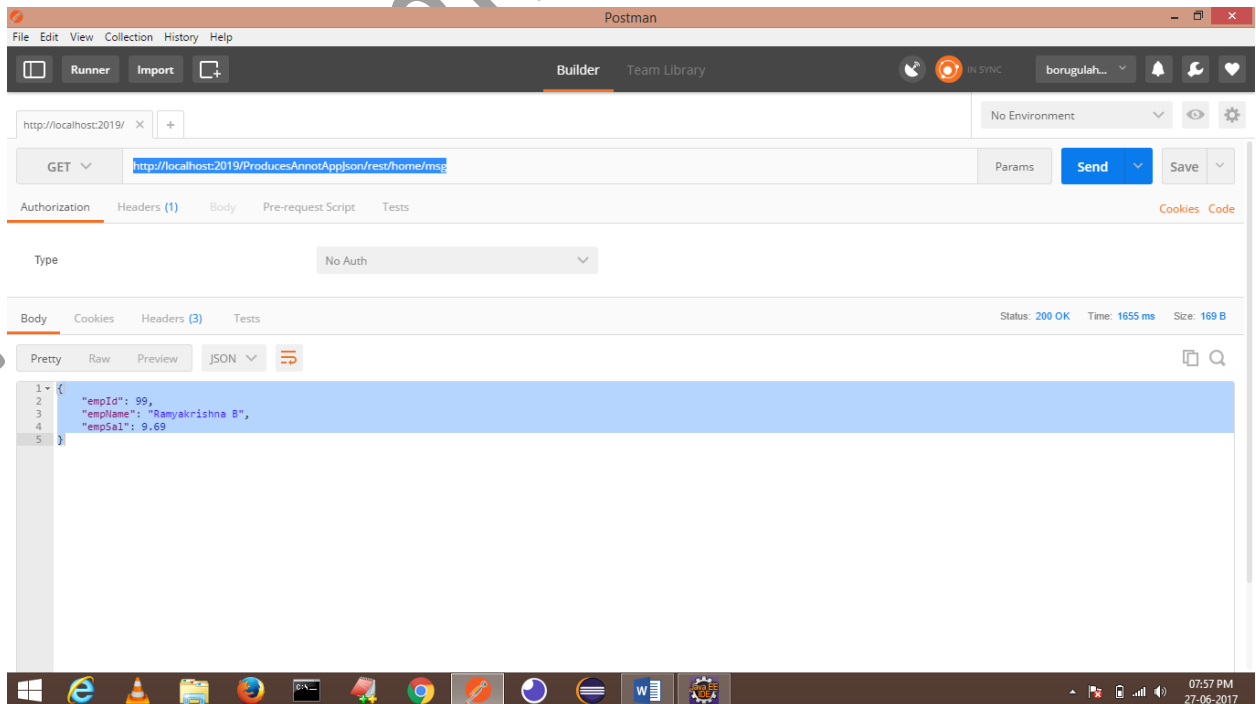 Postman
File Edit View Collection History Help
Runner Import Builder Team Library IN SYNC borugulah...
http://localhost:2019/ No Environment
GET http://localhost:2019/ProducesAnnotAppJson/rest/home/msg Params Send Save
Authorization Headers (1) Body Pre-request Script Tests Cookies Code
Type No Auth
Body Cookies Headers (3) Tests Status: 200 OK Time: 1655 ms Size: 169 B
Pretty Raw Preview JSON
1 {
2 "empId": 99,
3 "empName": "Ramyakrishna B",
4 "empSal": 9.69
5 }
07:57 PM
27-06-2017